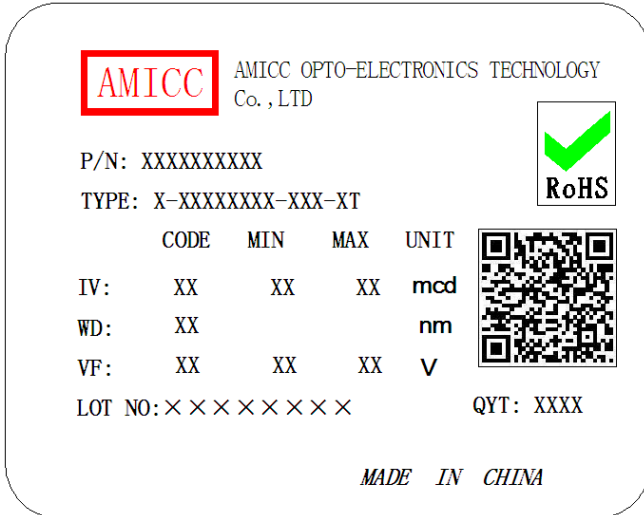 AMICC
AMICC OPTO-ELECTRONICS TECHNOLOGY
Co.,LTD
RoHS
P/N: XXXXXXXXXX
TYPE: X-XXXXXXXX-XXX-XT
CODE MIN MAX UNIT
IV: XX XX XX mcd
WD: XX nm
VF: XX XX XX V
LOT NO:×××××××× QYT: XXXX
MADE IN CHINA